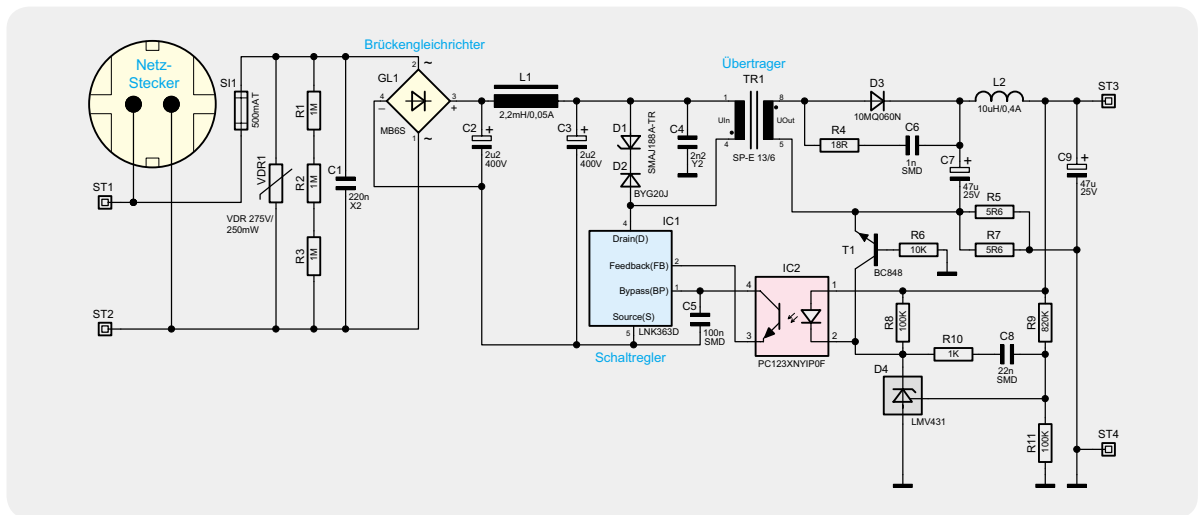 Brückengleichrichter
Netz-
Stecker
SI1
500mAT
ST1
ST2
VDR1
VDR 275V/
250mW
R1
1M
R2
1M
R3
1M
C1
220n
X2
GL1
MB6S
2
~
4
–
3
+
1
~
L1
2,2mH/0,05A
C2
+
2u2
400V
C3
+
2u2
400V
D1
SMAJ188A-TR
D2
BYG20J
C4
2n2
Y2
Übertrager
TR1
1
8
UIn
UOut
4
5
SP-E 13/6
D3
10MQ060N
R4
18R
C6
1n
SMD
L2
10uH/0,4A
C7
+
47u
25V
C9
+
47u
25V
ST3
R5
5R6
R7
5R6
IC1
4
Drain(D)
Feedback(FB)
2
Bypass(BP)
1
Source(S)
5
LNK363D
Schaltregler
C5
100n
SMD
IC2
4
1
3
2
PC123XNYIP0F
T1
BC848
R6
10K
R8
100K
R9
820K
R10
1K
C8
22n
SMD
D4
LMV431
R11
100K
ST4